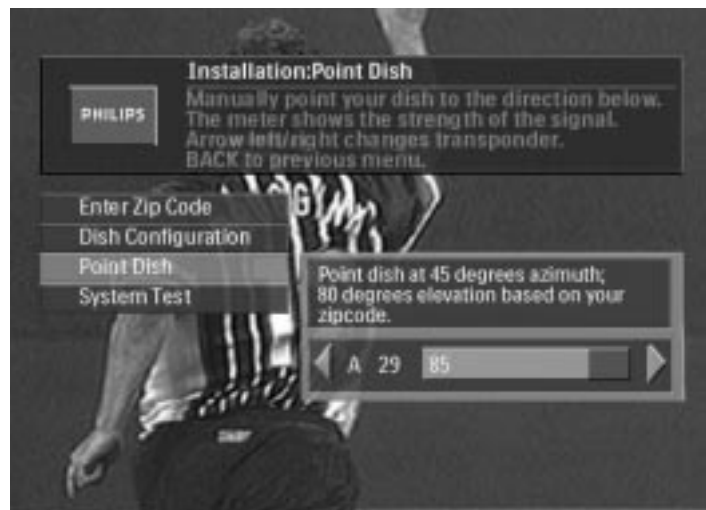 Installation:Point Dish
PHILIPS
Manually point your dish to the direction below.
The meter shows the strength of the signal.
Arrow left/right changes transponder.
BACK to previous menu.
Enter Zip Code
Dish Configuration
Point Dish
System Test
Point dish at 45 degrees azimuth;
80 degrees elevation based on your
zipcode.
A 29 85